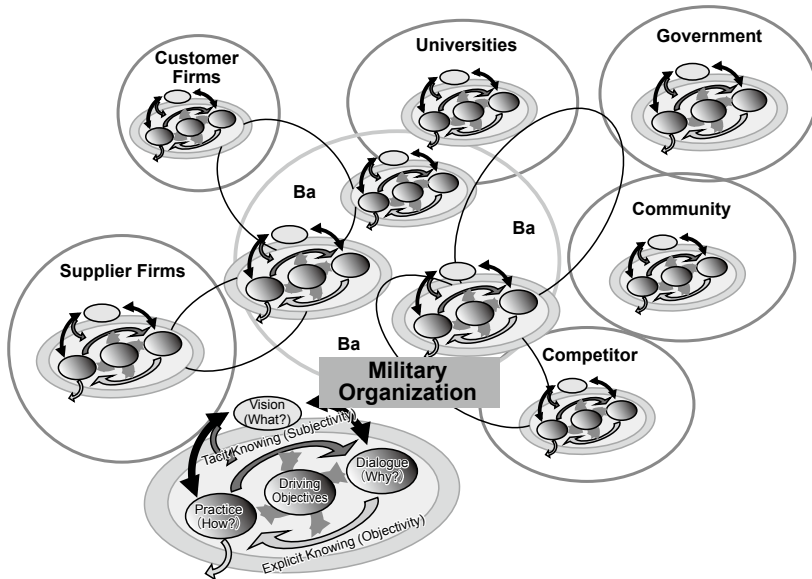 Customer
Firms
Universities
Government
Ba
Ba
Community
Supplier Firms
Ba
Military
Organization
Competitor
Vision
(What?)
Tacit Knowing (Subjectivity)
Dialogue
(Why?)
Driving
Objectives
Practice
(How?)
Explicit Knowing (Objectivity)